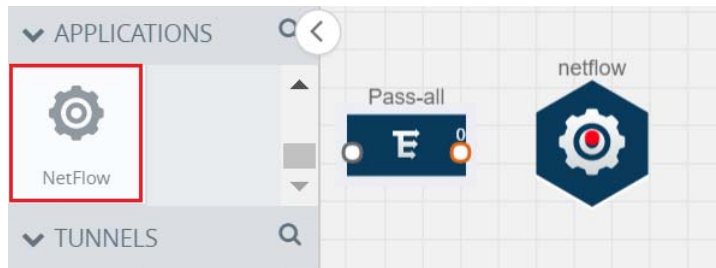 APPLICATIONS
NetFlow
TUNNELS
Pass-all
0
netflow